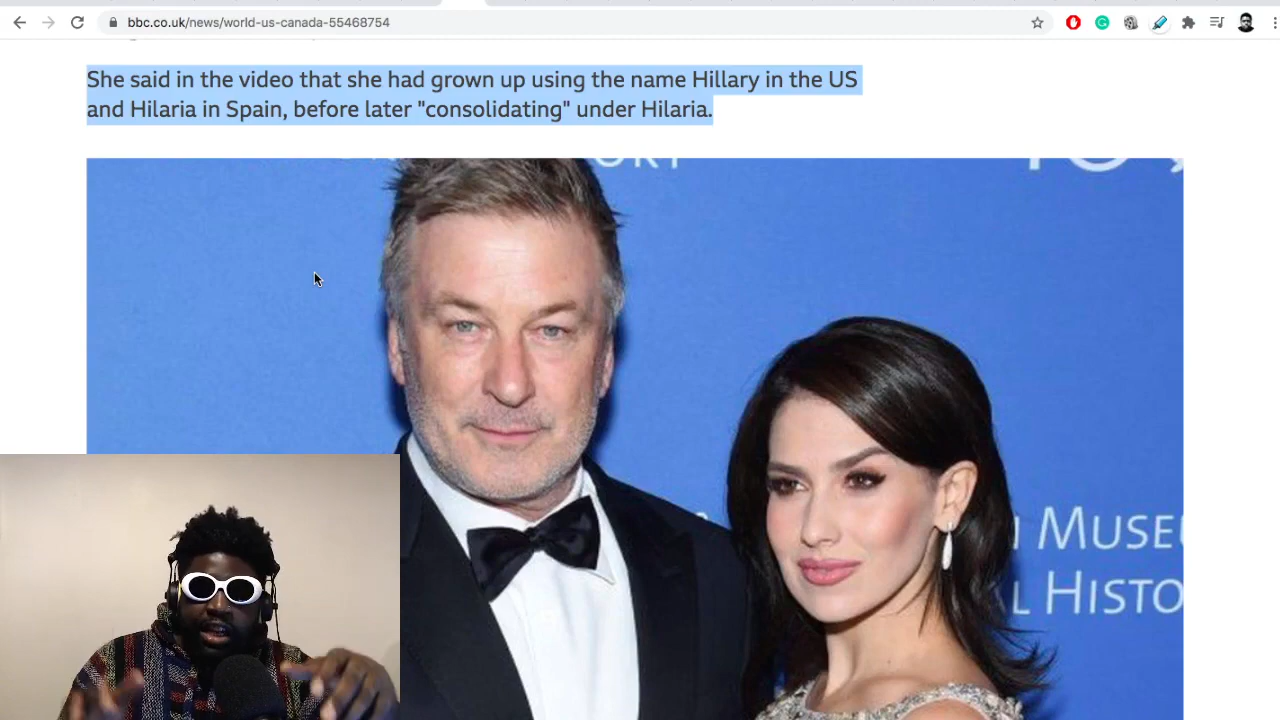 bbc.co.uk/news/world-us-canada-55468754
She said in the video that she had grown up using the name Hillary in the US
and Hilaria in Spain, before later "consolidating" under Hilaria.
MUSE
HISTO